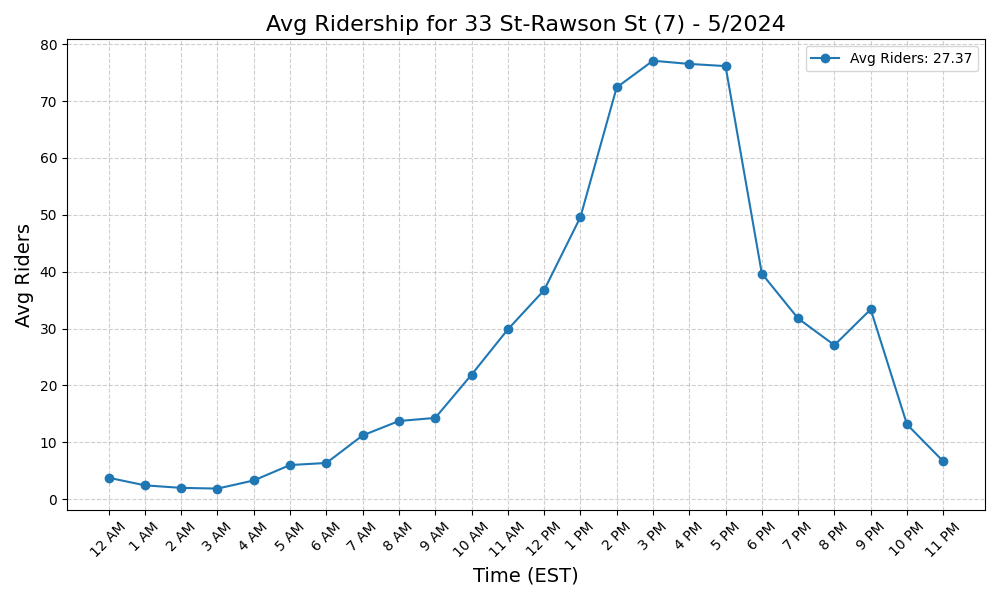 Avg Ridership for 33 St-Rawson St (7) - 5/2024
Avg Riders: 27.37
Avg Riders
80
70
60
50
40
30
20
10
0
12 AM
1 AM
2 AM
3 AM
4 AM
5 AM
6 AM
7 AM
8 AM
9 AM
10 AM
11 AM
12 PM
1 PM
2 PM
3 PM
4 PM
5 PM
6 PM
7 PM
8 PM
9 PM
10 PM
11 PM
Time (EST)